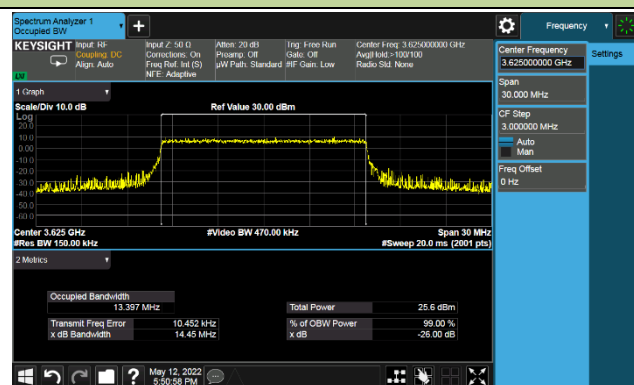 Spectrum Analyzer 1
Occupied BW
+
Frequency
KEYSIGHT
Input: RF
Coupling: DC
Align: Auto
Input Z: 50 Ω
Corrections: On
Freq Ref: Int (S)
NFE: Adaptive
Atten: 20 dB
Preamp: Off
µW Path: Standard
Trig: Free Run
Gate: Off
#IF Gain: Low
Center Freq: 3.625000000 GHz
Avg|Hold:>100/100
Radio Std: None
Center Frequency
3.625000000 GHz
Settings
Span
30.000 MHz
CF Step
3.000000 MHz
Auto
Man
Freq Offset
0 Hz
1 Graph
Scale/Div 10.0 dB
Ref Value 30.00 dBm
Log
20.0
10.0
0.00
-10.0
-20.0
-30.0
-40.0
-50.0
-60.0
Center 3.625 GHz
#Video BW 470.00 kHz
Span 30 MHz
#Res BW 150.00 kHz
#Sweep 20.0 ms (2001 pts)
2 Metrics
Occupied Bandwidth
13.397 MHz
Total Power
25.6 dBm
Transmit Freq Error
10.452 kHz
% of OBW Power
99.00 %
x dB Bandwidth
14.45 MHz
x dB
-26.00 dB
?
May 12, 2022
5:50:58 PM